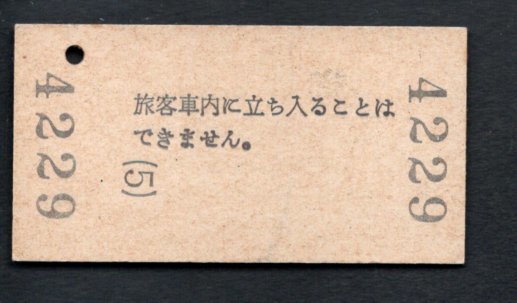 4229
旅客車内に立ち入ることは
できません。
(5)
4229